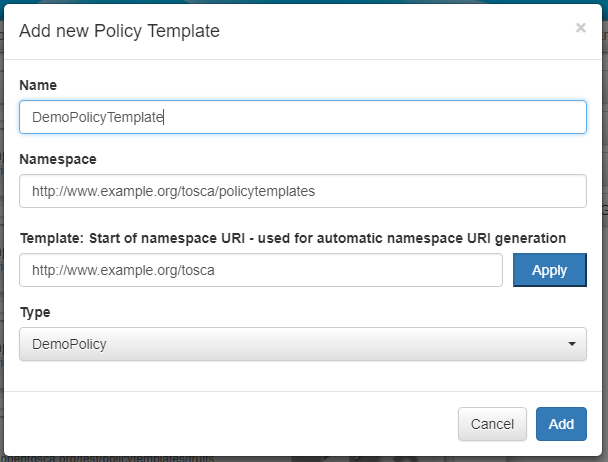 Add new Policy Template
×
Name
DemoPolicyTemplate
Namespace
http://www.example.org/tosca/policytemplates
Template: Start of namespace URI - used for automatic namespace URI generation
http://www.example.org/tosca
Apply
Type
DemoPolicy
Cancel
Add